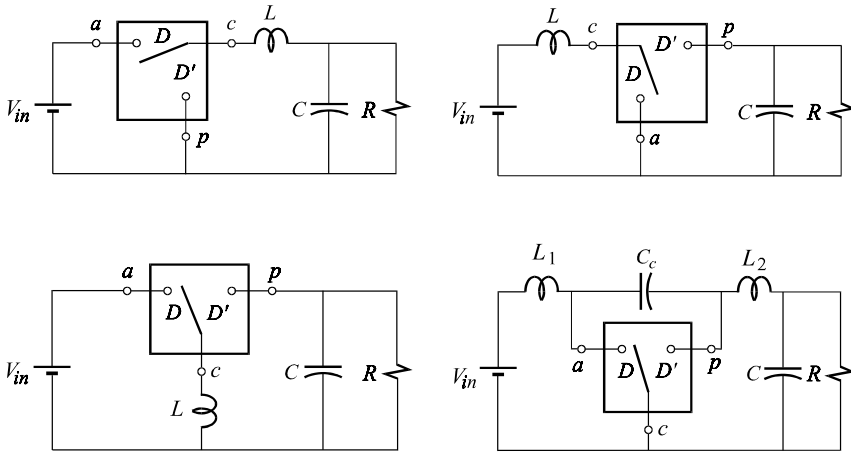 a D c L
D'
p
V_in C R
L c D' p
D
a
V_in C R
a D D' p
c
L
V_in C R
L_1 C_c L_2
a D D' p
c
V_in C R